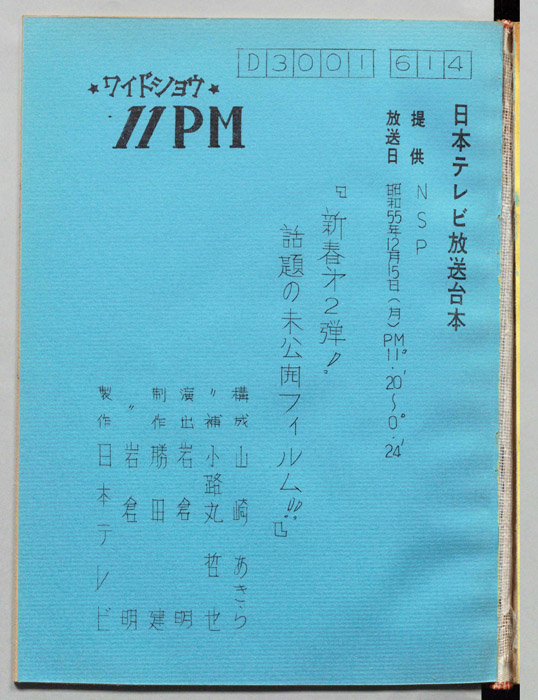 D3001 614
★ワイドショウ★
11PM
日本テレビ放送台本
提供 NSP
放送日 昭和55年12月15日(月)PM11°.20′〜0°.24′
『新春㐧2弾!!。
話題の未公開フィルム!!』
構成 山崎 あきら
〃補 小路丸 哲也
演出 岩倉 明
制作 勝田 建
〃 岩倉 明
製作 日本テレビ